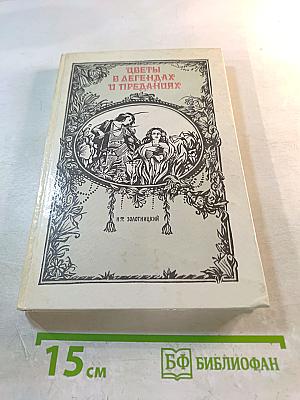 ЦВЕТЫ
В ЛЕГЕНДАХ
И ПРЕДАНИЯХ
Н.Ф. ЗОЛОТНИЦКИЙ
15 см
БФ БИБЛИОФАН